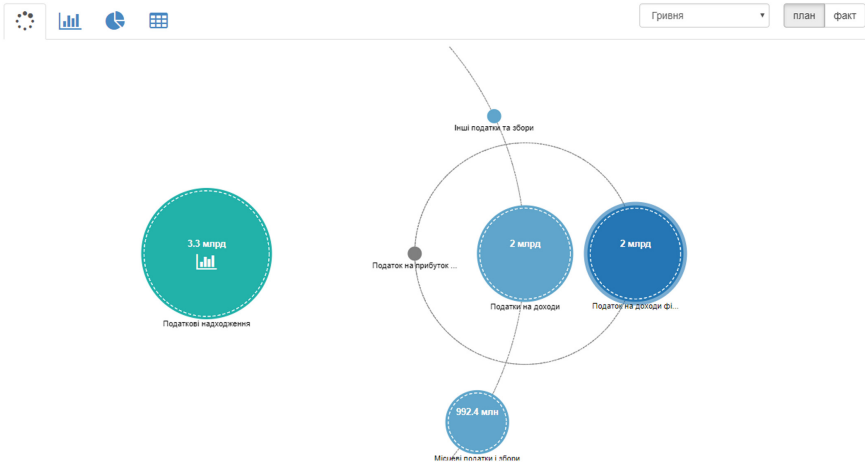 Гривня
план
факт
Інші податки та збори
3.3 млрд
2 млрд
2 млрд
Податок на прибуток ...
Податки на доходи
Податок на доходи фі...
Податкові надходження
992.4 млн
Місцеві податки і збори